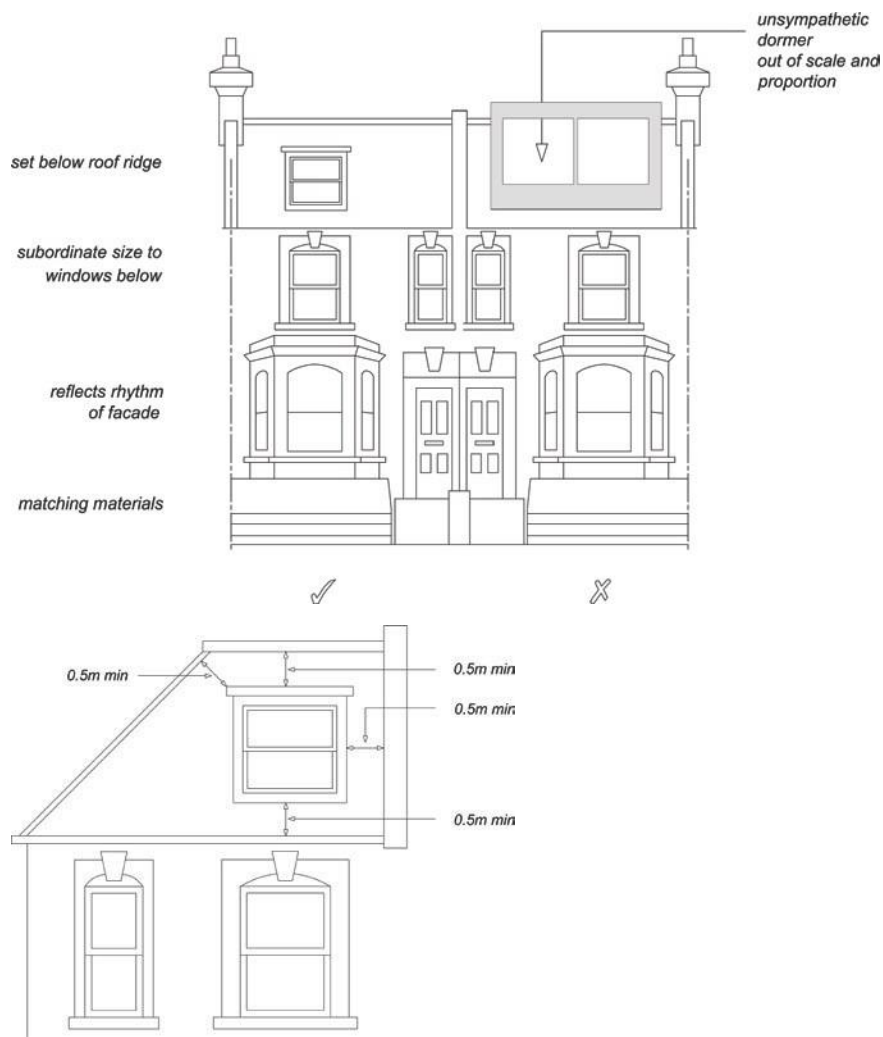 unsympathetic
dormer
out of scale and
proportion
set below roof ridge
subordinate size to
windows below
reflects rhythm
of facade
matching materials
0.5m min
0.5m min
0.5m min
0.5m min